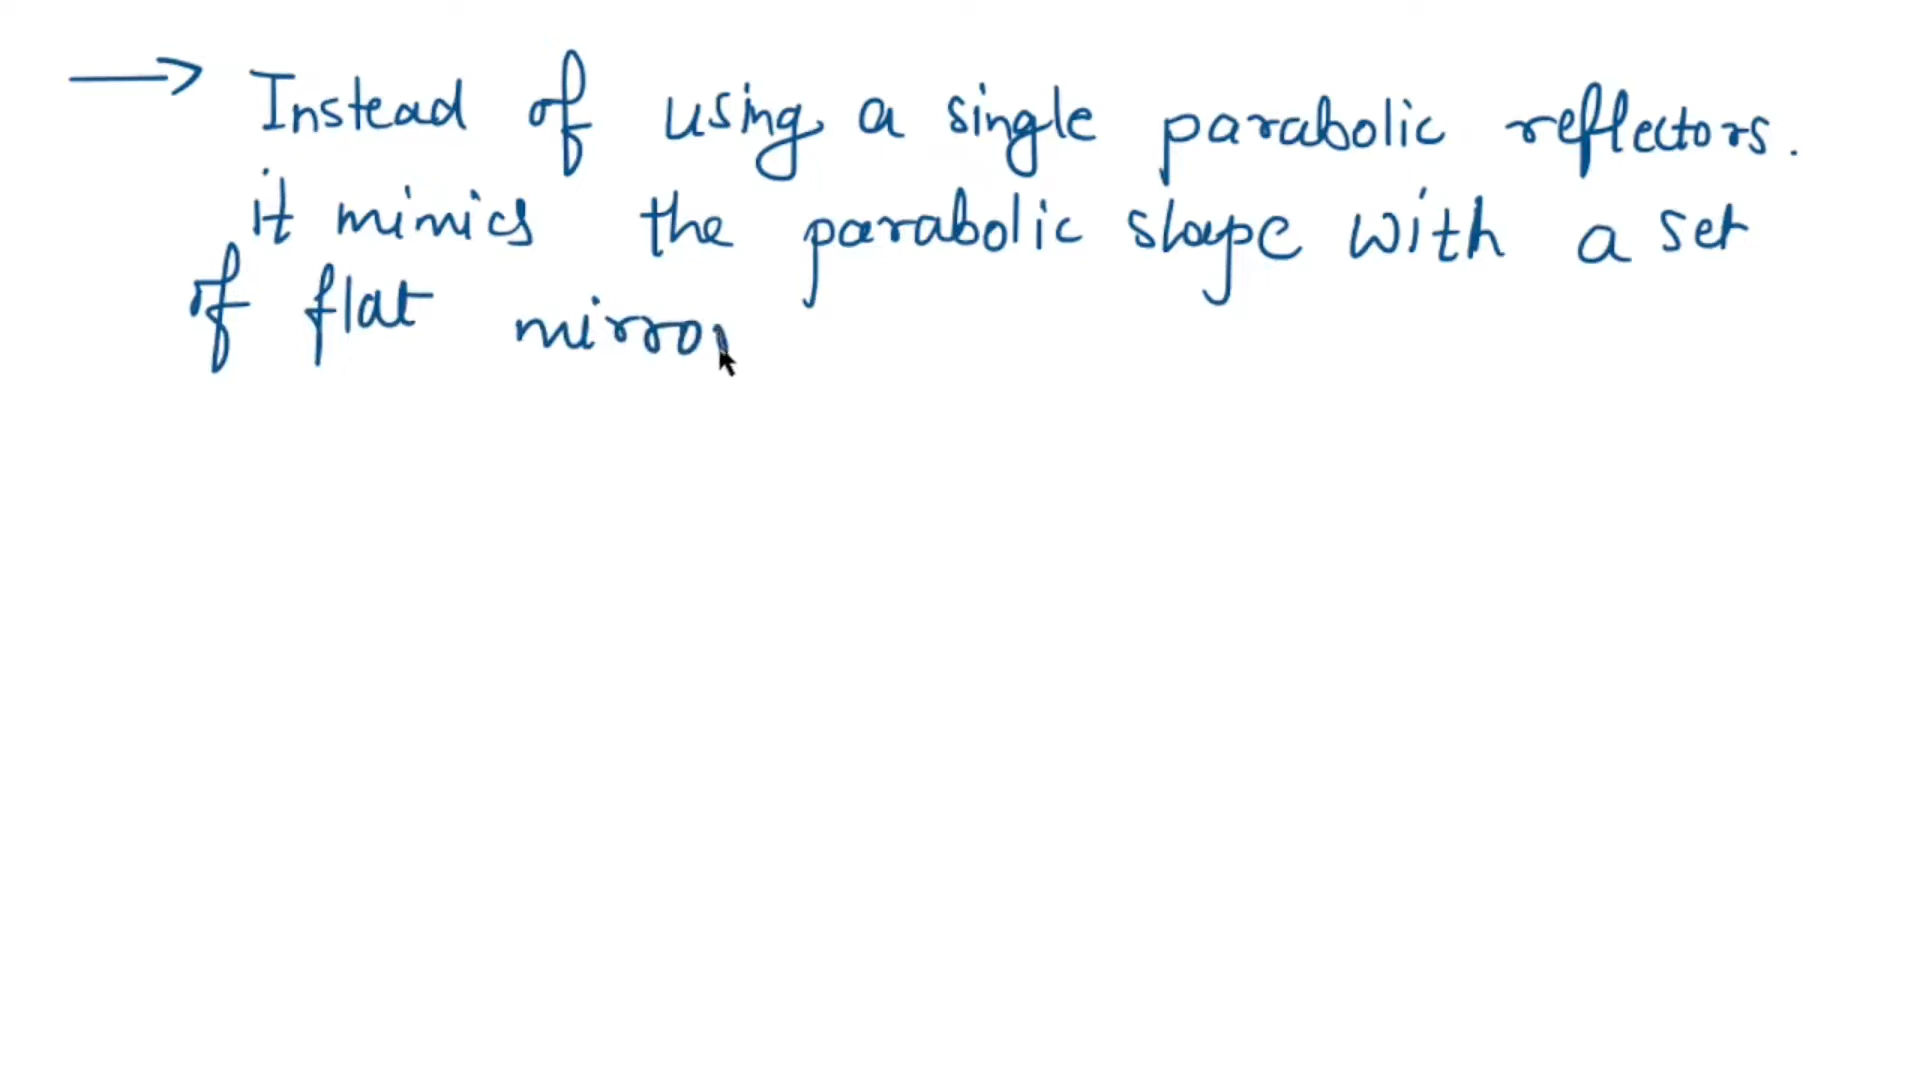 → Instead of using a single parabolic reflectors.
it mimics the parabolic shape with a set
of flat mirror